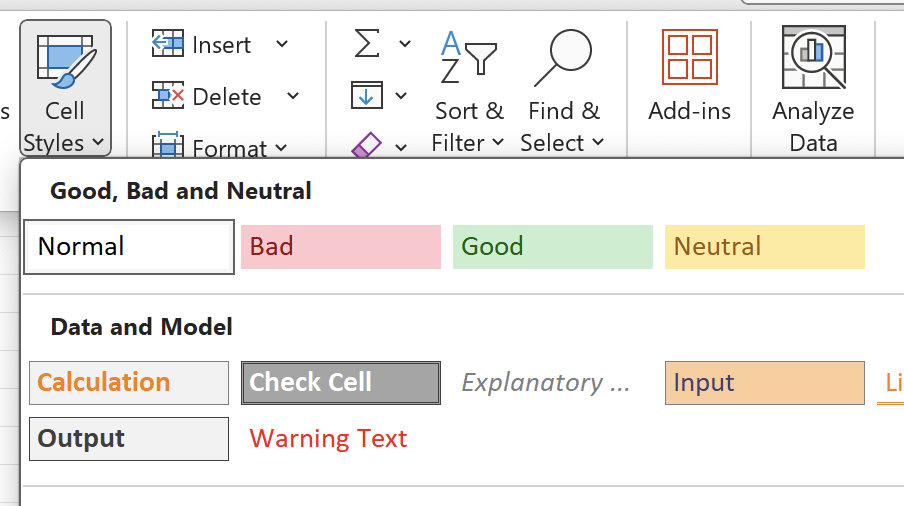 Insert
Delete
Format
Cell
Styles
Sort &
Filter
Find &
Select
Add-ins
Analyze
Data
Good, Bad and Neutral
Normal Bad Good Neutral
Data and Model
Calculation Check Cell Explanatory ... Input
Output Warning Text